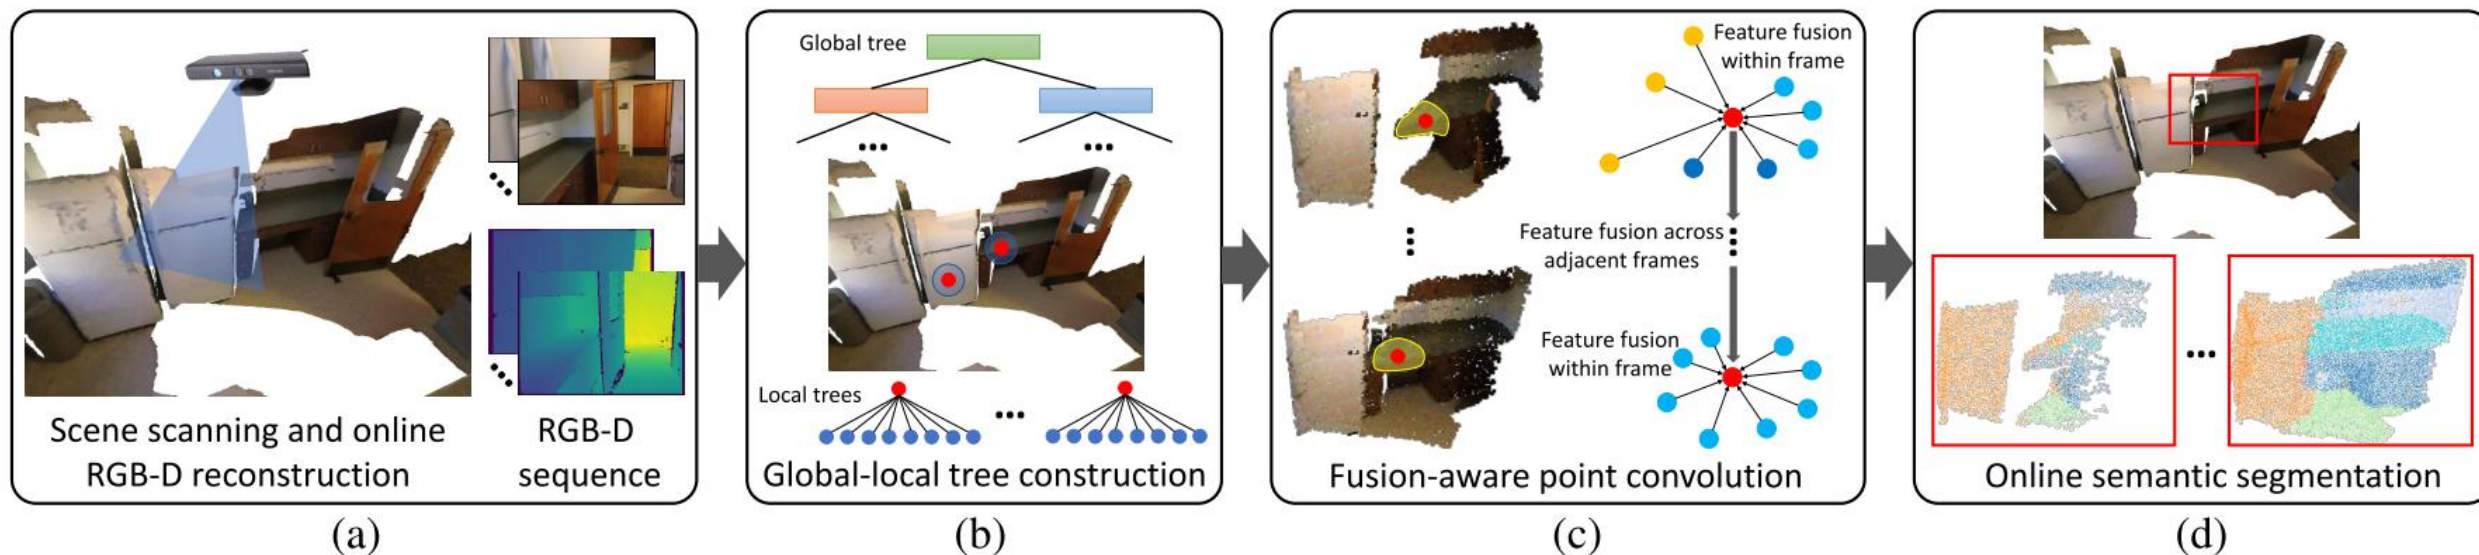 Scene scanning and online
RGB-D reconstruction
RGB-D
sequence
(a)
Global tree
Local trees
Global-local tree construction
(b)
Feature fusion
within frame
Feature fusion across
adjacent frames
Feature fusion
within frame
Fusion-aware point convolution
(c)
Online semantic segmentation
(d)